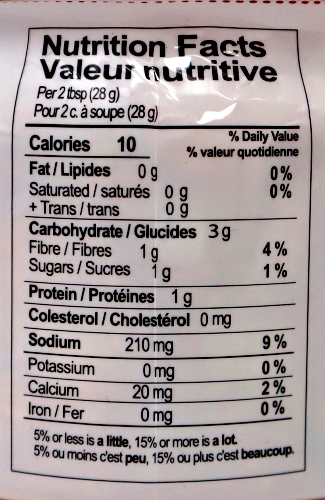 Nutrition Facts
Valeur nutritive
Per 2 tbsp (28 g)
Pour 2 c. à soupe (28 g)
Calories 10
% Daily Value
% valeur quotidienne
Fat / Lipides 0 g 0 %
Saturated / saturés 0 g 0 %
+ Trans / trans 0 g
Carbohydrate / Glucides 3 g
Fibre / Fibres 1 g 4 %
Sugars / Sucres 1 g 1 %
Protein / Protéines 1 g
Colesterol / Choléstérol 0 mg
Sodium 210 mg 9 %
Potassium 0 mg 0 %
Calcium 20 mg 2 %
Iron / Fer 0 mg 0 %
5% or less is a little, 15% or more is a lot.
5% ou moins c'est peu, 15% ou plus c'est beaucoup.